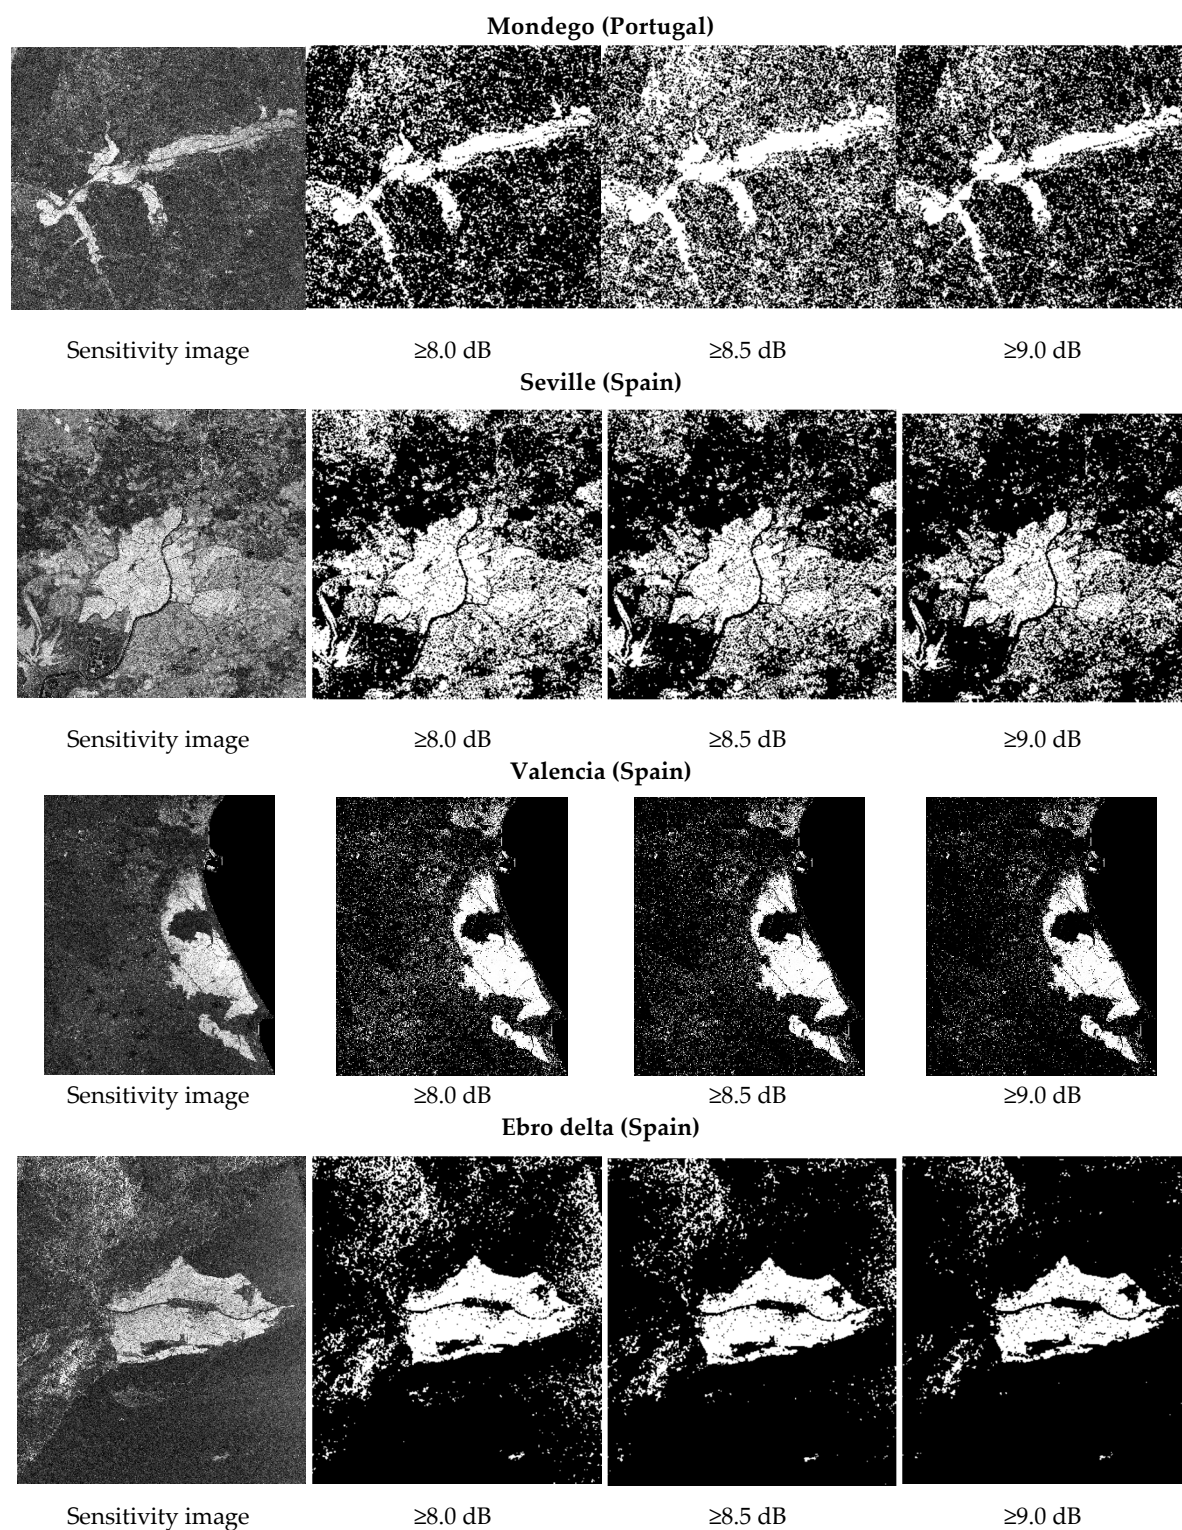 Mondego (Portugal)
Sensitivity image ≥8.0 dB ≥8.5 dB ≥9.0 dB
Seville (Spain)
Sensitivity image ≥8.0 dB ≥8.5 dB ≥9.0 dB
Valencia (Spain)
Sensitivity image ≥8.0 dB ≥8.5 dB ≥9.0 dB
Ebro delta (Spain)
Sensitivity image ≥8.0 dB ≥8.5 dB ≥9.0 dB